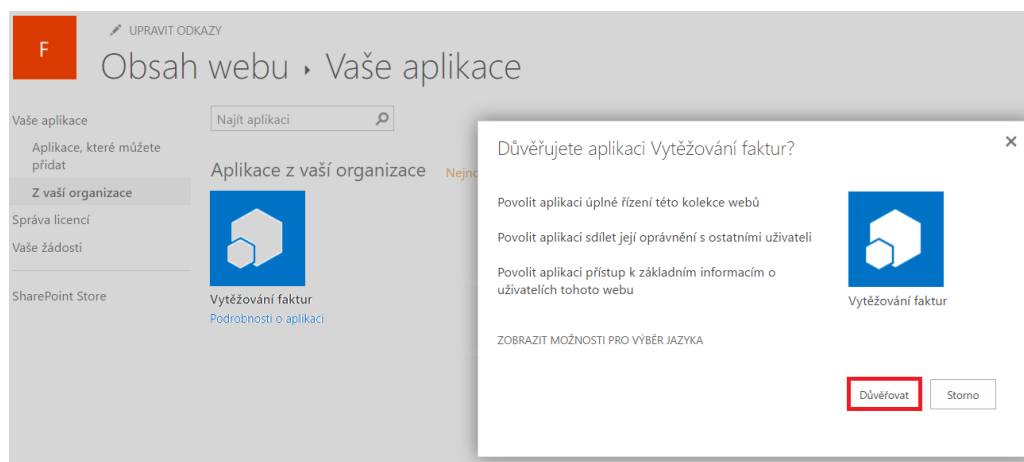 F
UPRAVIT ODKAZY
Obsah webu ▸ Vaše aplikace
Vaše aplikace
Aplikace, které můžete
přidat
Z vaší organizace
Správa licencí
Vaše žádosti
SharePoint Store
Najít aplikaci
Aplikace z vaší organizace
Vytěžování faktur
Podrobnosti o aplikaci
Důvěřujete aplikaci Vytěžování faktur?
Povolit aplikaci úplné řízení této kolekce webů
Povolit aplikaci sdílet její oprávnění s ostatními uživateli
Povolit aplikaci přístup k základním informacím o
uživatelích tohoto webu
Vytěžování faktur
ZOBRAZIT MOŽNOSTI PRO VÝBĚR JAZYKA
Důvěřovat
Storno